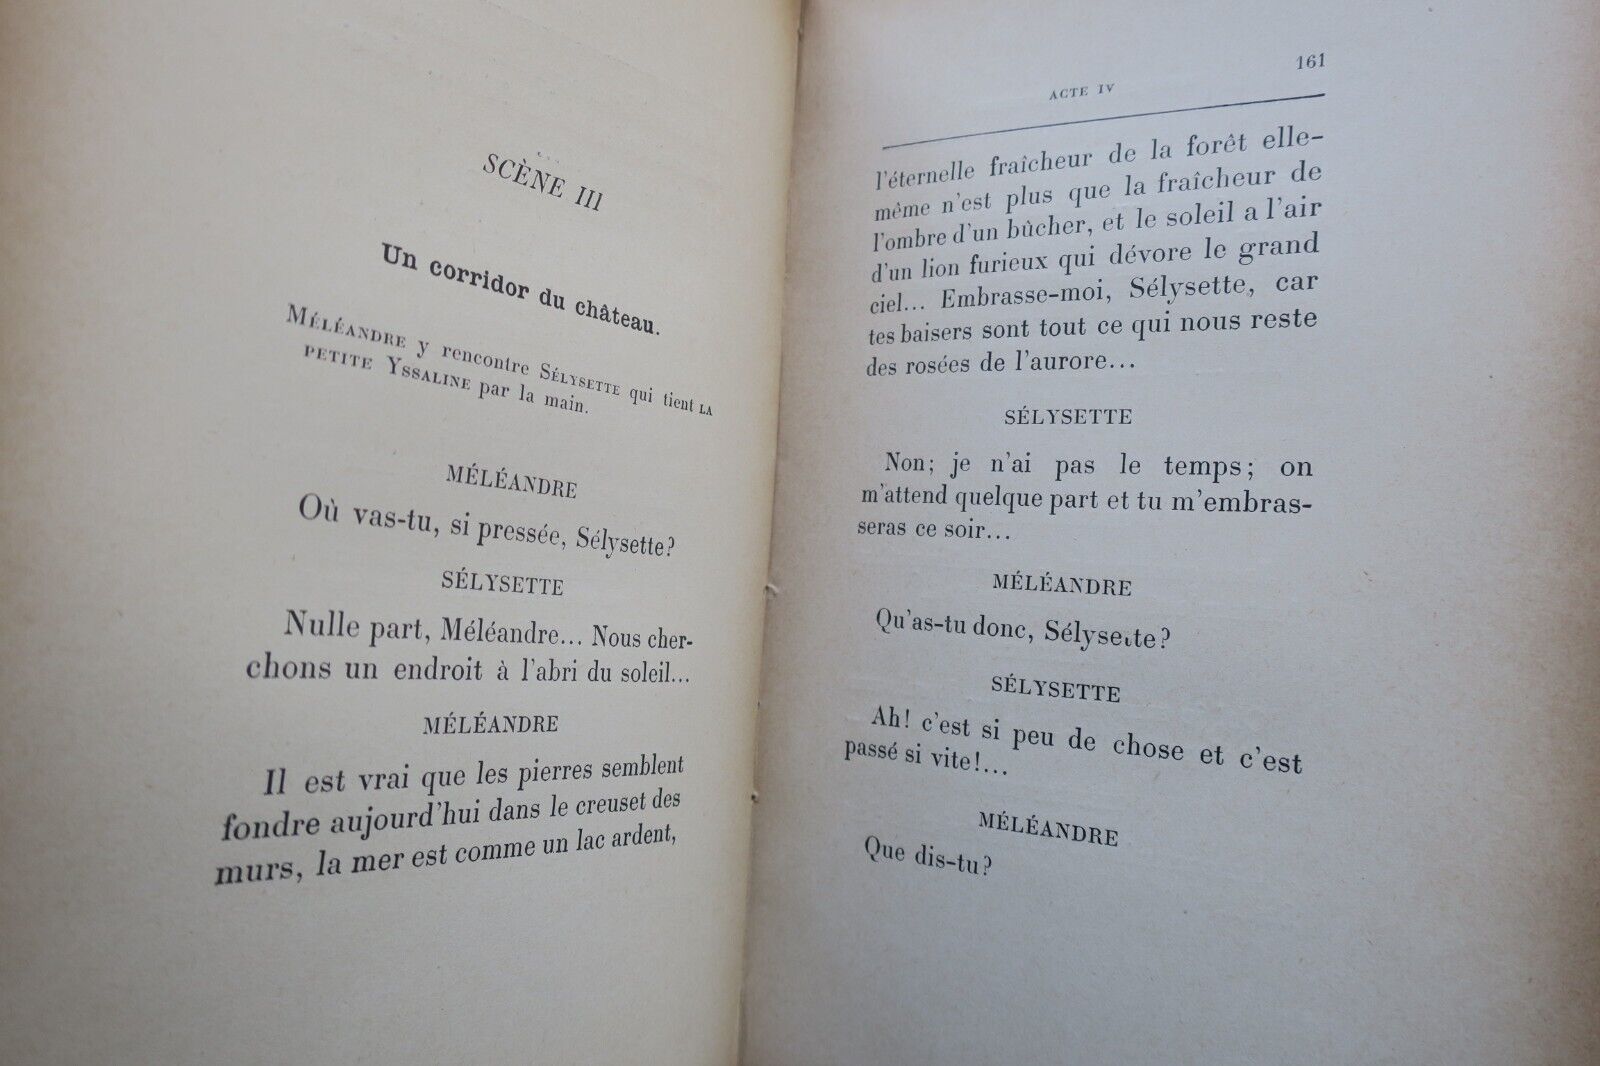 SCÈNE III
Un corridor du château.
MÉLÉANDRE y rencontre SÉLYSETTE qui tient LA
PETITE YSSALINE par la main.
MÉLÉANDRE
Où vas-tu, si pressée, Sélysette?
SÉLYSETTE
Nulle part, Méléandre... Nous cher-
chons un endroit à l'abri du soleil...
MÉLÉANDRE
Il est vrai que les pierres semblent
fondre aujourd'hui dans le creuset des
murs, la mer est comme un lac ardent,
161
ACTE IV
l'éternelle fraîcheur de la forêt elle-
même n'est plus que la fraîcheur de
l'ombre d'un bûcher, et le soleil a l'air
d'un lion furieux qui dévore le grand
ciel... Embrasse-moi, Sélysette, car
tes baisers sont tout ce qui nous reste
des rosées de l'aurore...
SÉLYSETTE
Non; je n'ai pas le temps; on
m'attend quelque part et tu m'embras-
seras ce soir...
MÉLÉANDRE
Qu'as-tu donc, Sélysette?
SÉLYSETTE
Ah! c'est si peu de chose et c'est
passé si vite!...
MÉLÉANDRE
Que dis-tu?